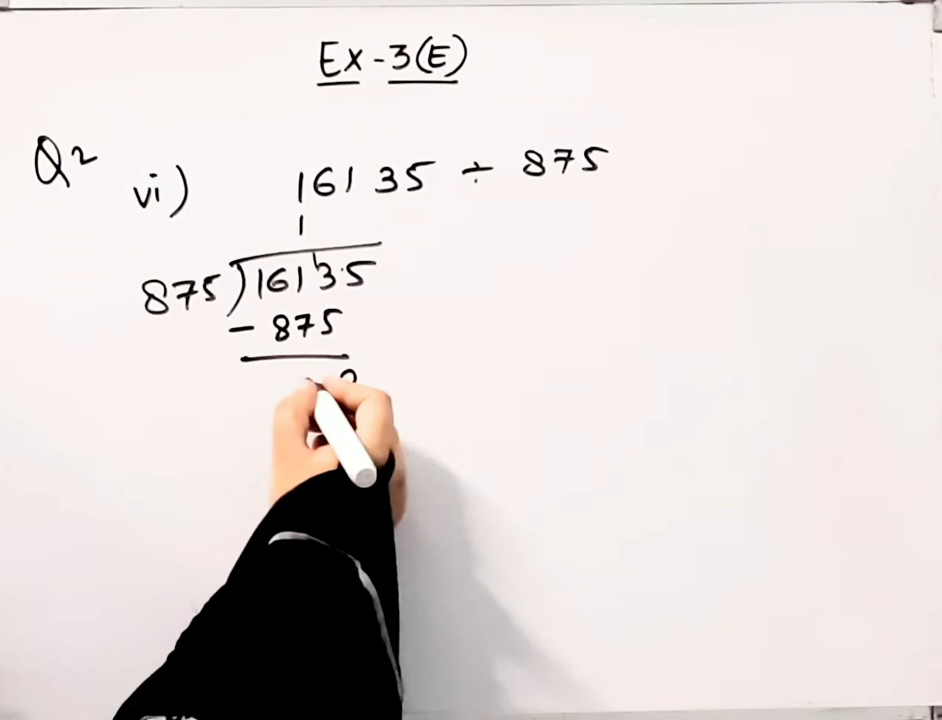 Ex-3(E)
Q2
vi) 16135 ÷ 875
1
875)16135
- 875